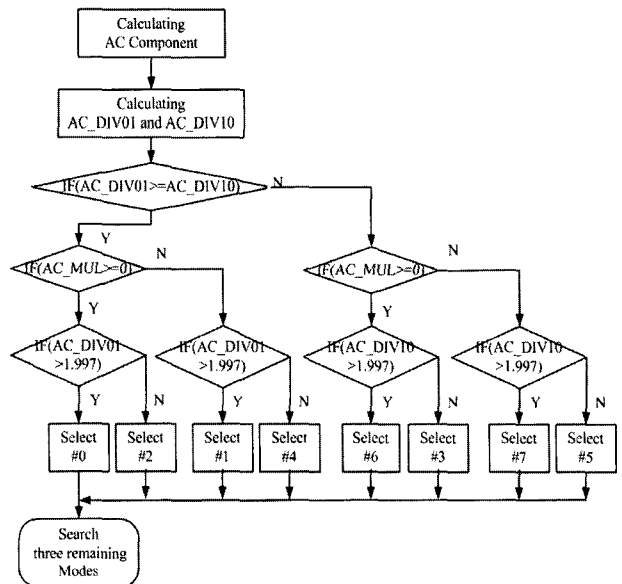 Calculating
AC Component
Calculating
AC_DIV01 and AC_DIV10
IF(AC_DIV01>=AC_DIV10)
N
Y
N
N
IF(AC_MUL>=0)
IF(AC_MUL>=0)
Y
Y
IF(AC_DIV01
>1.997)
IF(AC_DIV01
>1.997)
IF(AC_DIV10
>1.997)
IF(AC_DIV10
>1.997)
Y
N
Y
N
Y
N
Y
N
Select
#0
Select
#2
Select
#1
Select
#4
Select
#6
Select
#3
Select
#7
Select
#5
Search
three remaining
Modes